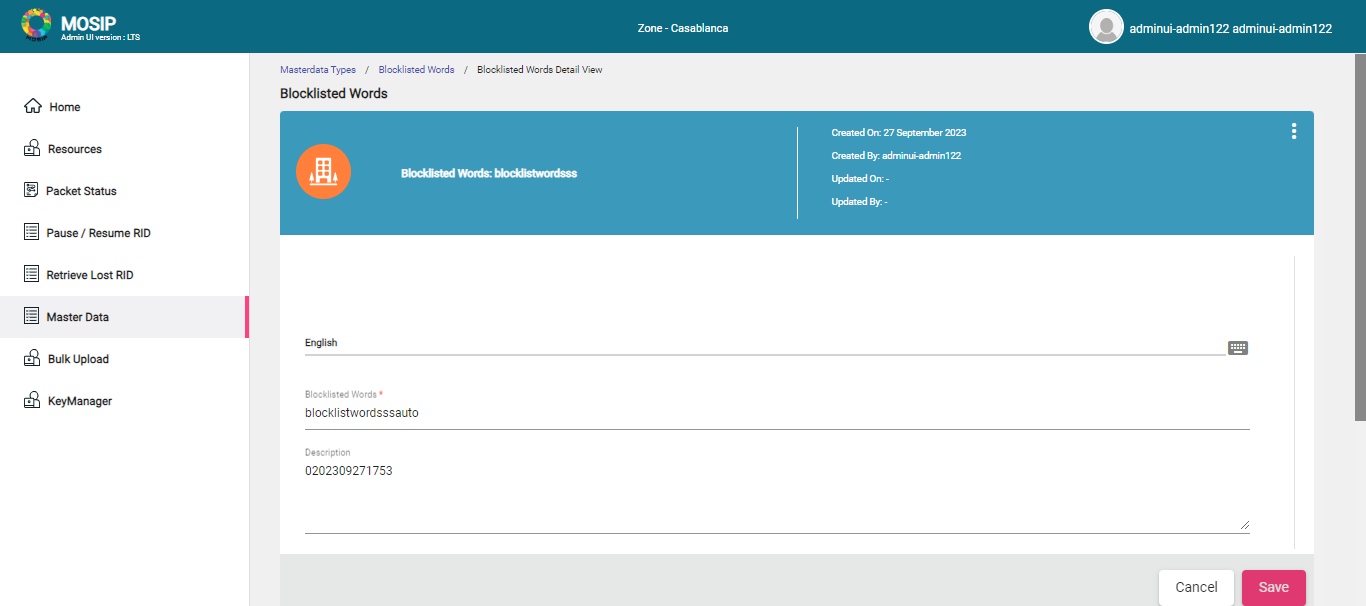 MOSIP
Admin UI version : LTS
Zone - Casablanca
adminui-admin122 adminui-admin122
Home
Resources
Packet Status
Pause / Resume RID
Retrieve Lost RID
Master Data
Bulk Upload
KeyManager
Masterdata Types / Blocklisted Words / Blocklisted Words Detail View
Blocklisted Words
Blocklisted Words: blocklistwordsss
Created On: 27 September 2023
Created By: adminui-admin122
Updated On: -
Updated By: -
English
Blocklisted Words *
blocklistwordsssauto
Description
0202309271753
Cancel
Save